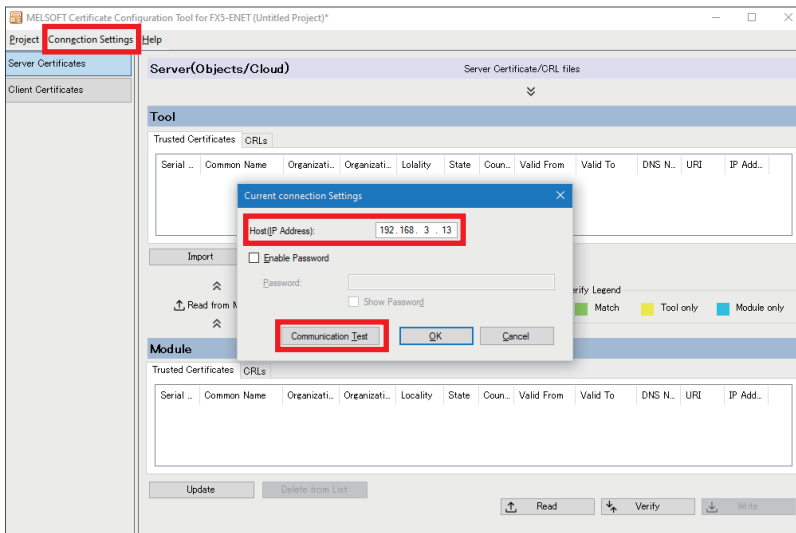 MELSOFT Certificate Configuration Tool for FX5-ENET (Untitled Project)*
Project Connection Settings Help
Server Certificates
Client Certificates
Server(Objects/Cloud) Server Certificate/CRL files
Tool
Trusted Certificates CRLs
Serial ... Common Name Organizati... Organizati... Lolality State Coun... Valid From Valid To DNS N... URI IP Add...
Current connection Settings
Host(IP Address): 192 . 168 . 3 . 13
Enable Password
Password:
Show Password
Communication Test OK Cancel
Import
Read from M
erify Legend
Match Tool only Module only
Module
Trusted Certificates CRLs
Serial ... Common Name Organizati... Organizati... Locality State Coun... Valid From Valid To DNS N... URI IP Add...
Update Delete from List
Read Verify Write